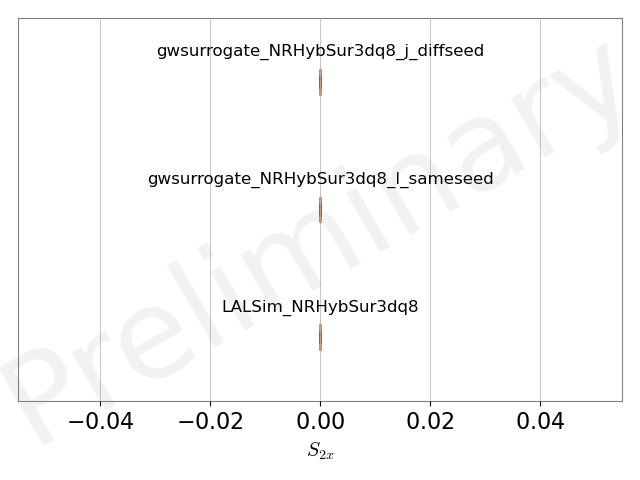 gwsurrogate_NRHybSur3dq8_j_diffseed
gwsurrogate_NRHybSur3dq8_l_sameseed
LALSim_NRHybSur3dq8
Preliminary
−0.04 −0.02 0.00 0.02 0.04
S2x